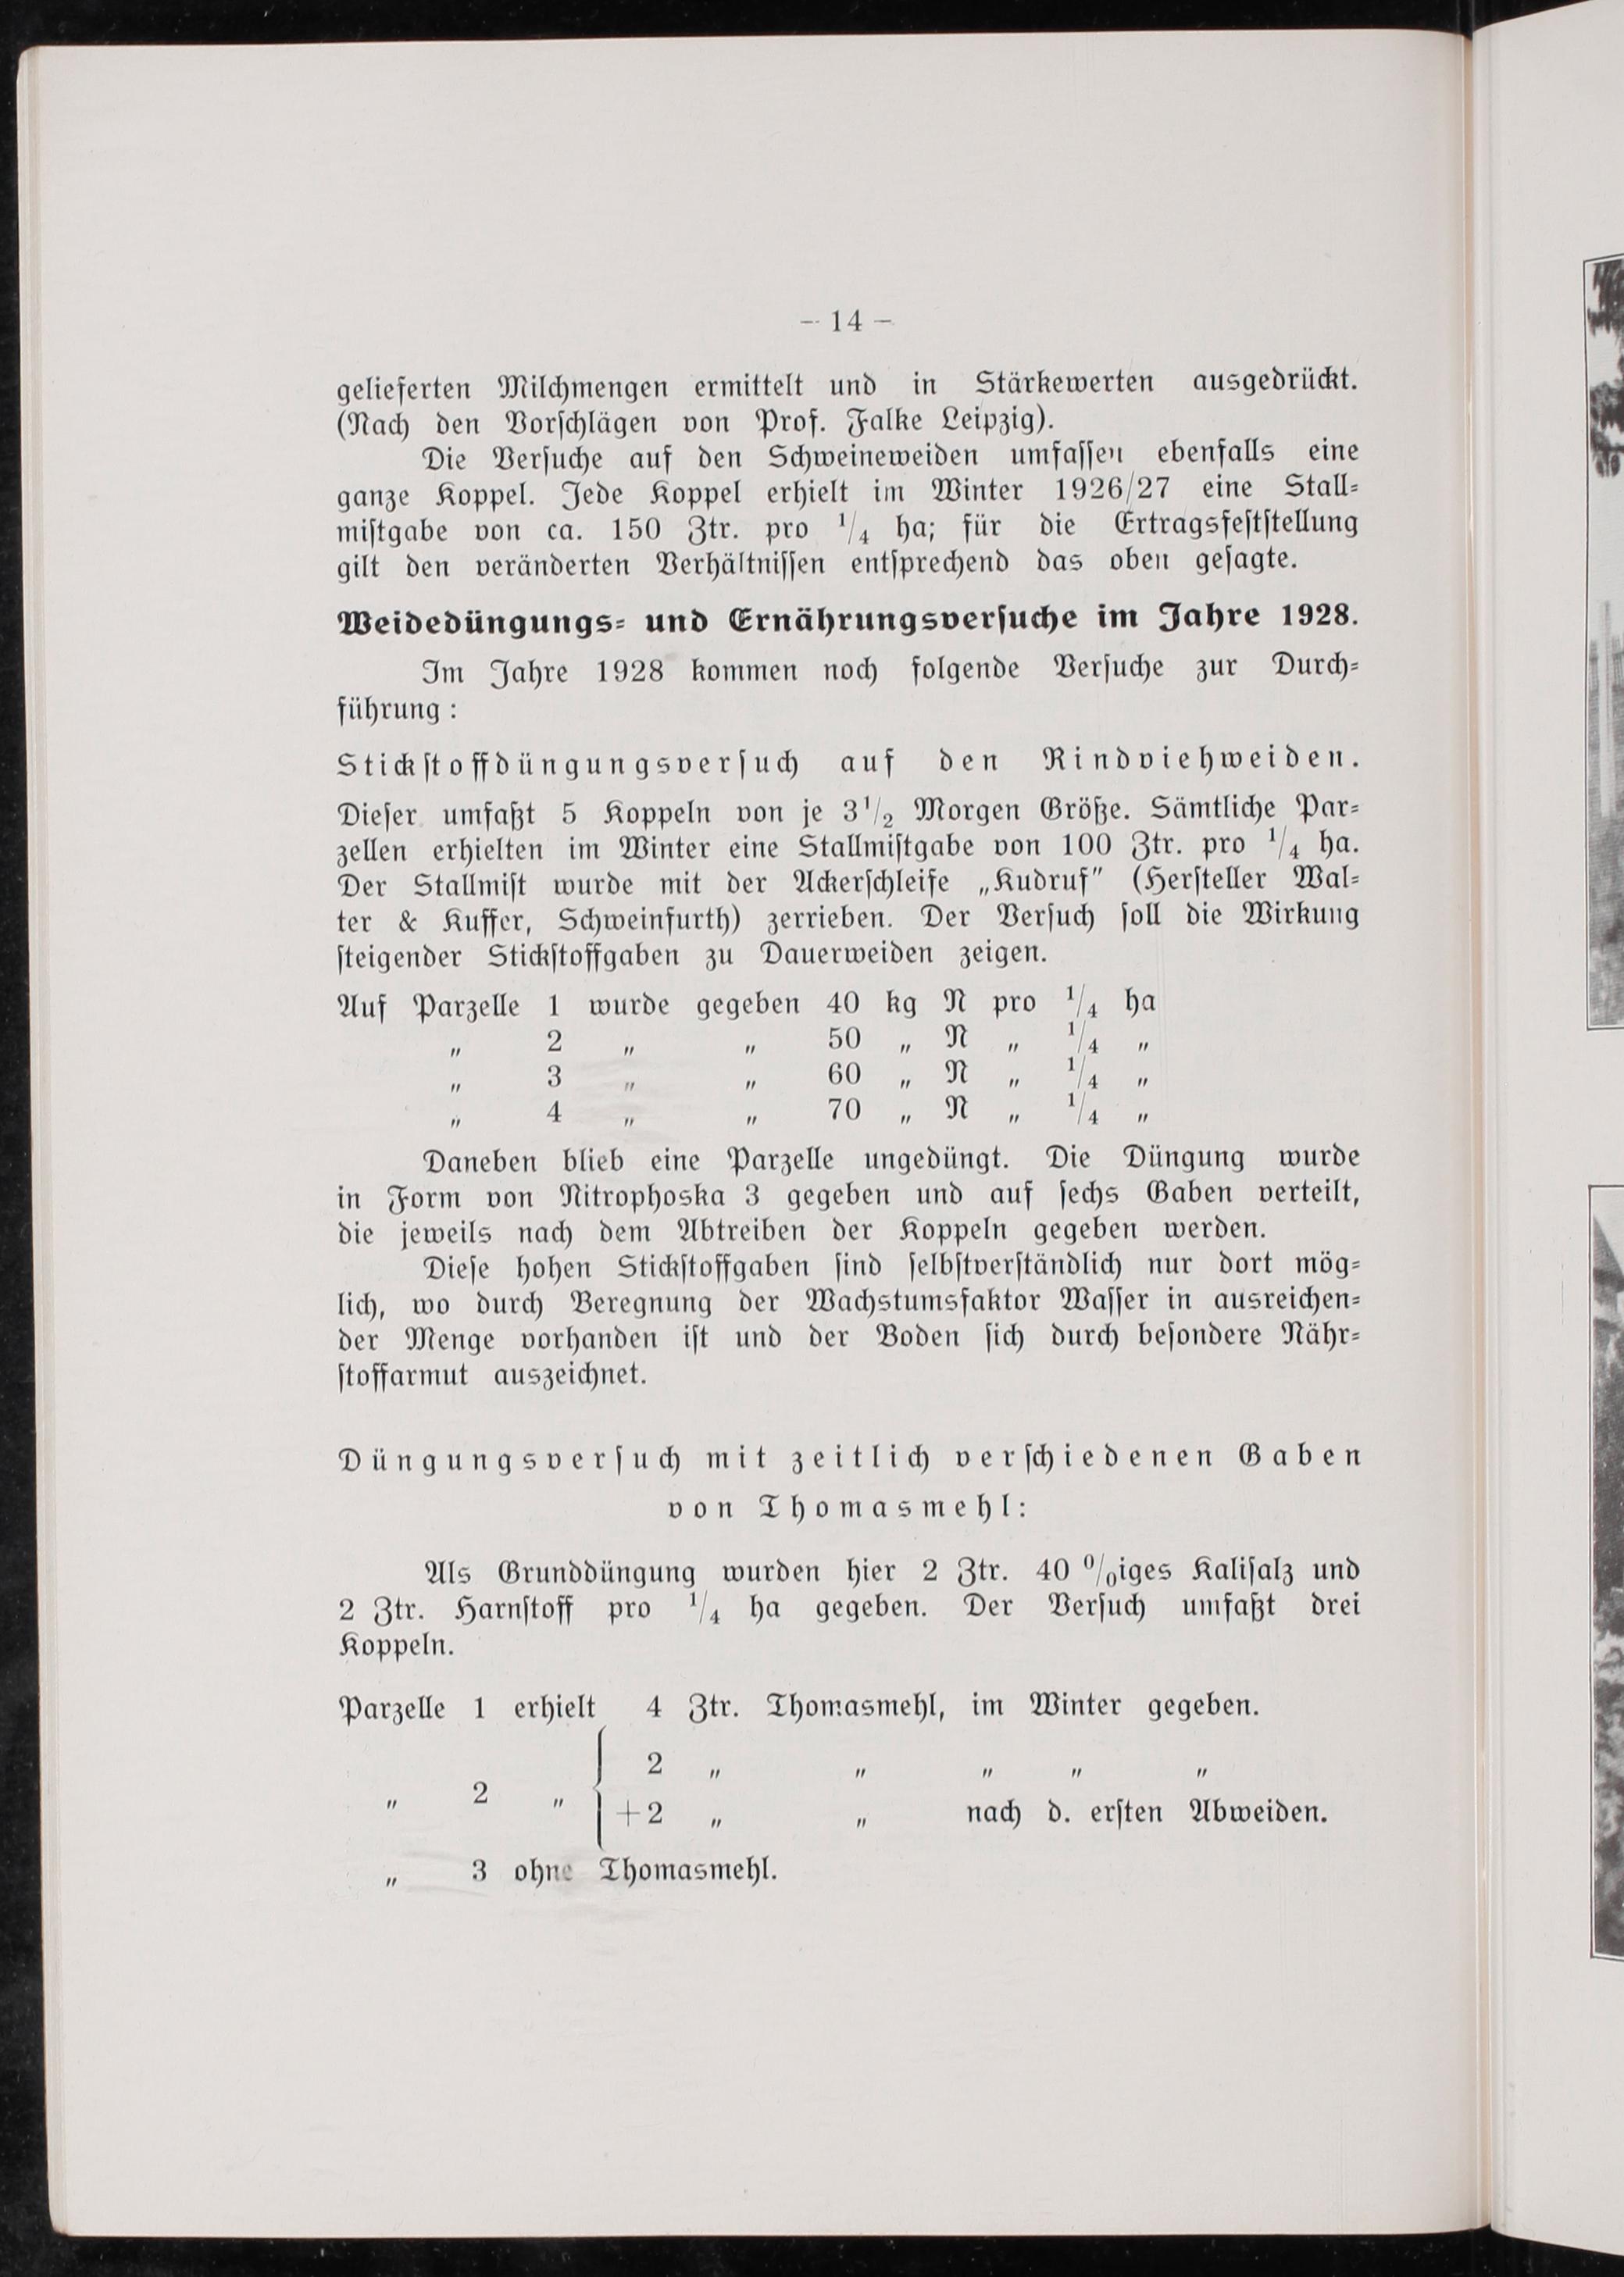 – 14 –
gelieferten Milchmengen ermittelt und in Stärkewerten ausgedrückt.
(Nach den Vorschlägen von Prof. Falke Leipzig).
Die Versuche auf den Schweineweiden umfassen ebenfalls eine
ganze Koppel. Jede Koppel erhielt im Winter 1926/27 eine Stall-
mistgabe von ca. 150 Ztr. pro 1/4 ha; für die Ertragsfeststellung
gilt den veränderten Verhältnissen entsprechend das oben gesagte.
Weidedüngungs- und Ernährungsversuche im Jahre 1928.
Im Jahre 1928 kommen noch folgende Versuche zur Durch-
führung:
Stickstoffdüngungsversuch auf den Rindviehweiden.
Dieser umfaßt 5 Koppeln von je 3 1/2 Morgen Größe. Sämtliche Par-
zellen erhielten im Winter eine Stallmistgabe von 100 Ztr. pro 1/4 ha.
Der Stallmist wurde mit der Ackerschleife „Kudruf" (Hersteller Wal-
ter & Kuffer, Schweinfurth) zerrieben. Der Versuch soll die Wirkung
steigender Stickstoffgaben zu Dauerweiden zeigen.
Auf Parzelle 1 wurde gegeben 40 kg N pro 1/4 ha
„ 2 „ „ 50 „ N „ 1/4 „
„ 3 „ „ 60 „ N „ 1/4 „
„ 4 „ „ 70 „ N „ 1/4 „
Daneben blieb eine Parzelle ungedüngt. Die Düngung wurde
in Form von Nitrophoska 3 gegeben und auf sechs Gaben verteilt,
die jeweils nach dem Abtreiben der Koppeln gegeben werden.
Diese hohen Stickstoffgaben sind selbstverständlich nur dort mög-
lich, wo durch Beregnung der Wachstumsfaktor Wasser in ausreichen-
der Menge vorhanden ist und der Boden sich durch besondere Nähr-
stoffarmut auszeichnet.
Düngungsversuch mit zeitlich verschiedenen Gaben
von Thomasmehl:
Als Grunddüngung wurden hier 2 Ztr. 40 %iges Kalisalz und
2 Ztr. Harnstoff pro 1/4 ha gegeben. Der Versuch umfaßt drei
Koppeln.
Parzelle 1 erhielt 4 Ztr. Thomasmehl, im Winter gegeben.
„ 2 „ { 2 „ „ „ „ „
+2 „ „ nach d. ersten Abweiden.
„ 3 ohne Thomasmehl.